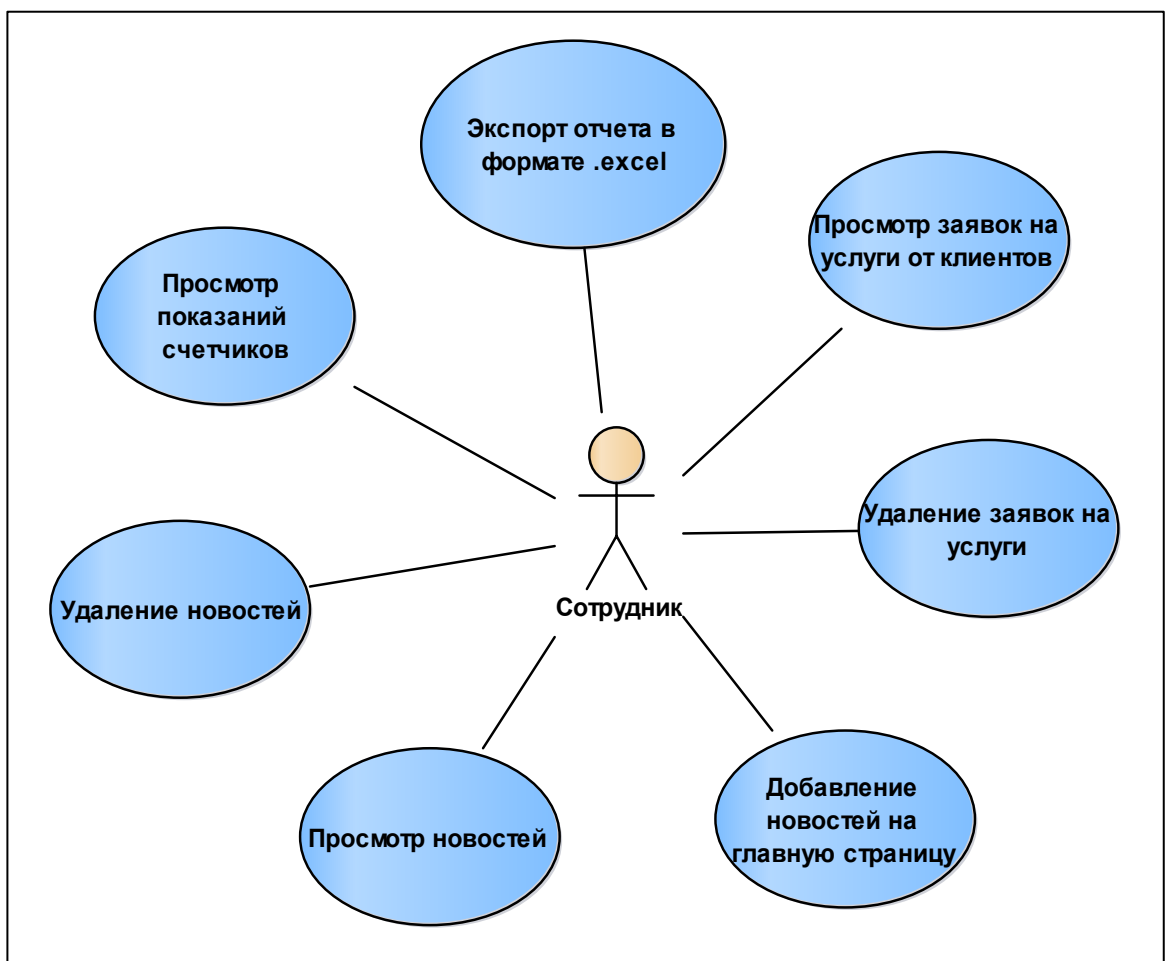 Экспорт отчета в
формате .excel
Просмотр заявок на
услуги от клиентов
Просмотр
показаний
счетчиков
Удаление заявок на
услуги
Удаление новостей
Сотрудник
Добавление
новостей на
главную страницу
Просмотр новостей